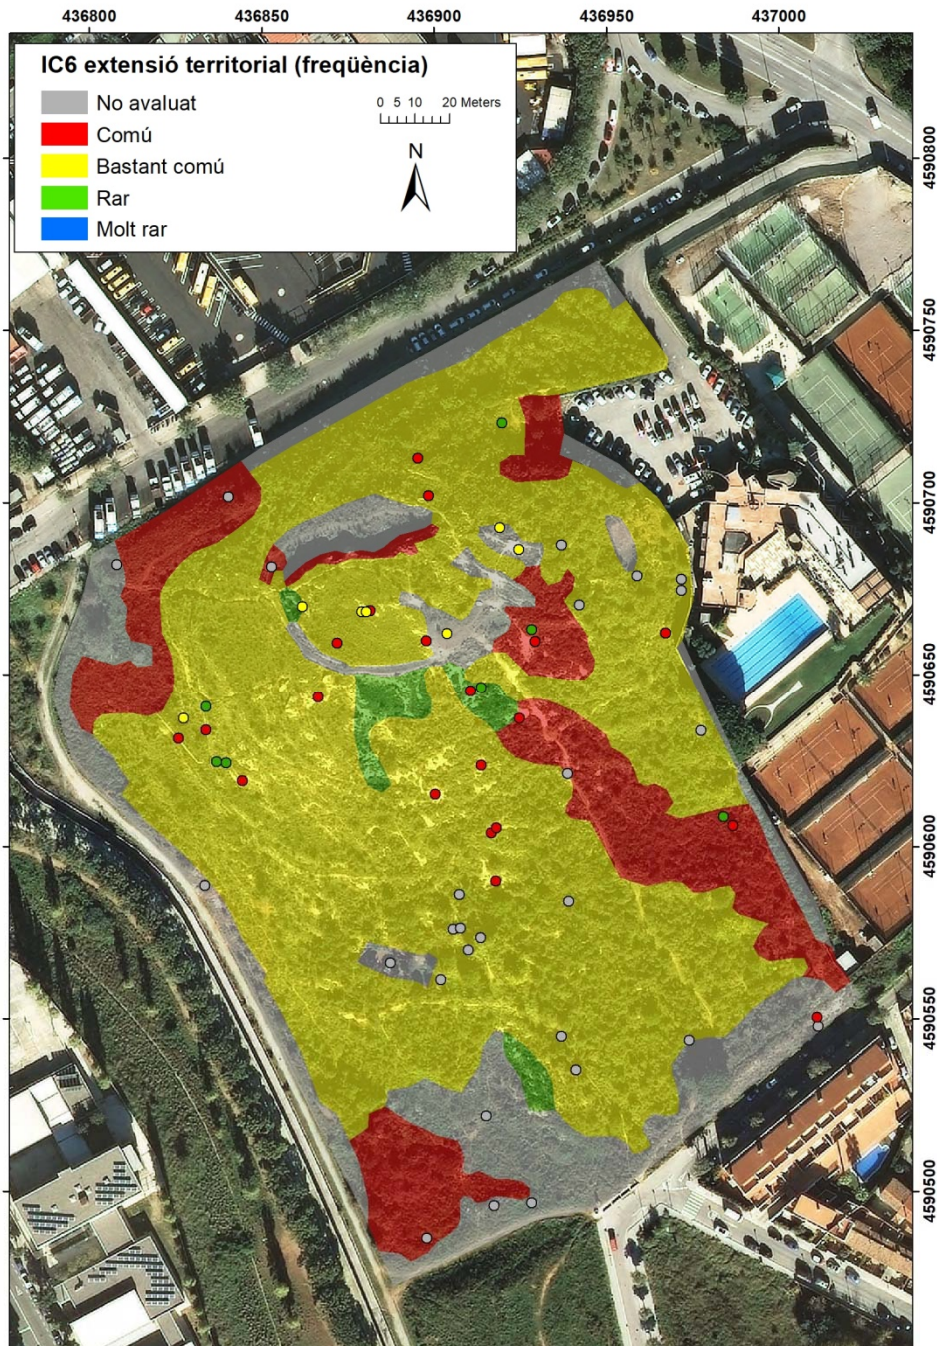 436800 436850 436900 436950 437000
IC6 extensió territorial (freqüència)
No avaluat
Comú
Bastant comú
Rar
Molt rar
0 5 10 20 Meters
N
4590800
4590750
4590700
4590650
4590600
4590550
4590500